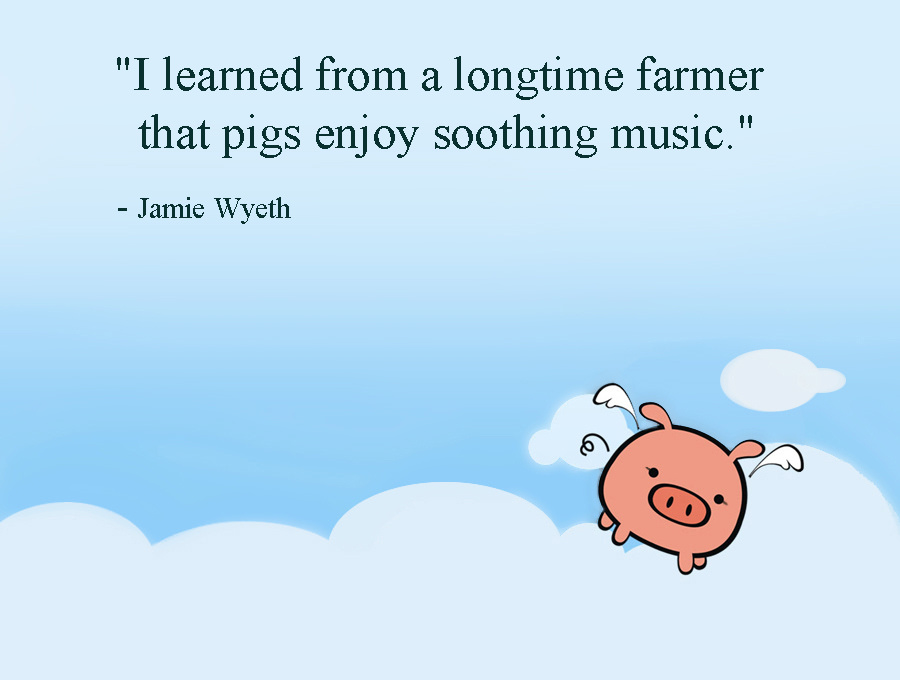 "I learned from a longtime farmer
that pigs enjoy soothing music."
- Jamie Wyeth